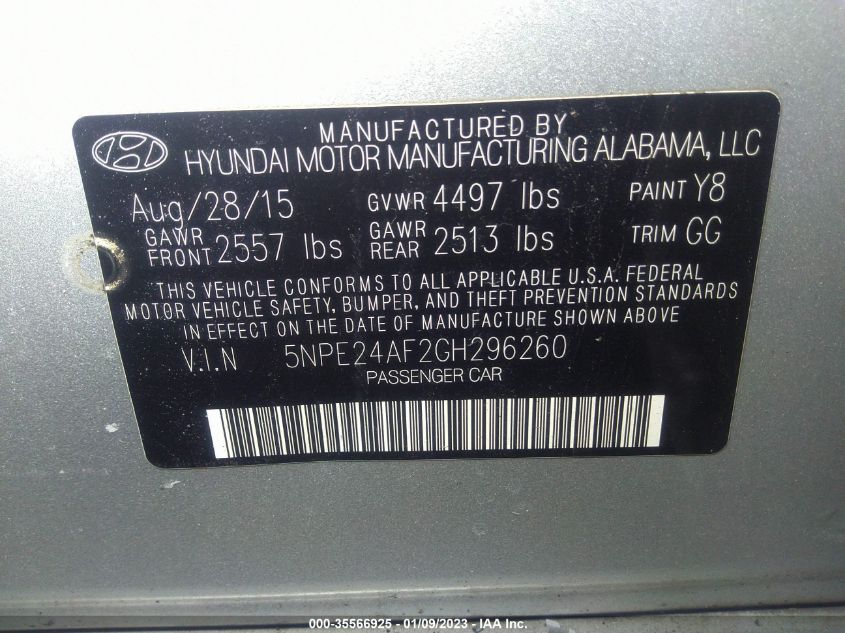 MANUFACTURED BY
HYUNDAI MOTOR MANUFACTURING ALABAMA, LLC
Aug/28/15 GVWR 4497 lbs PAINT Y8
GAWR FRONT 2557 lbs GAWR REAR 2513 lbs TRIM GG
THIS VEHICLE CONFORMS TO ALL APPLICABLE U.S.A. FEDERAL
MOTOR VEHICLE SAFETY, BUMPER, AND THEFT PREVENTION STANDARDS
IN EFFECT ON THE DATE OF MANUFACTURE SHOWN ABOVE
V.I.N 5NPE24AF2GH296260
PASSENGER CAR
000-35566925 - 01/09/2023 - IAA Inc.